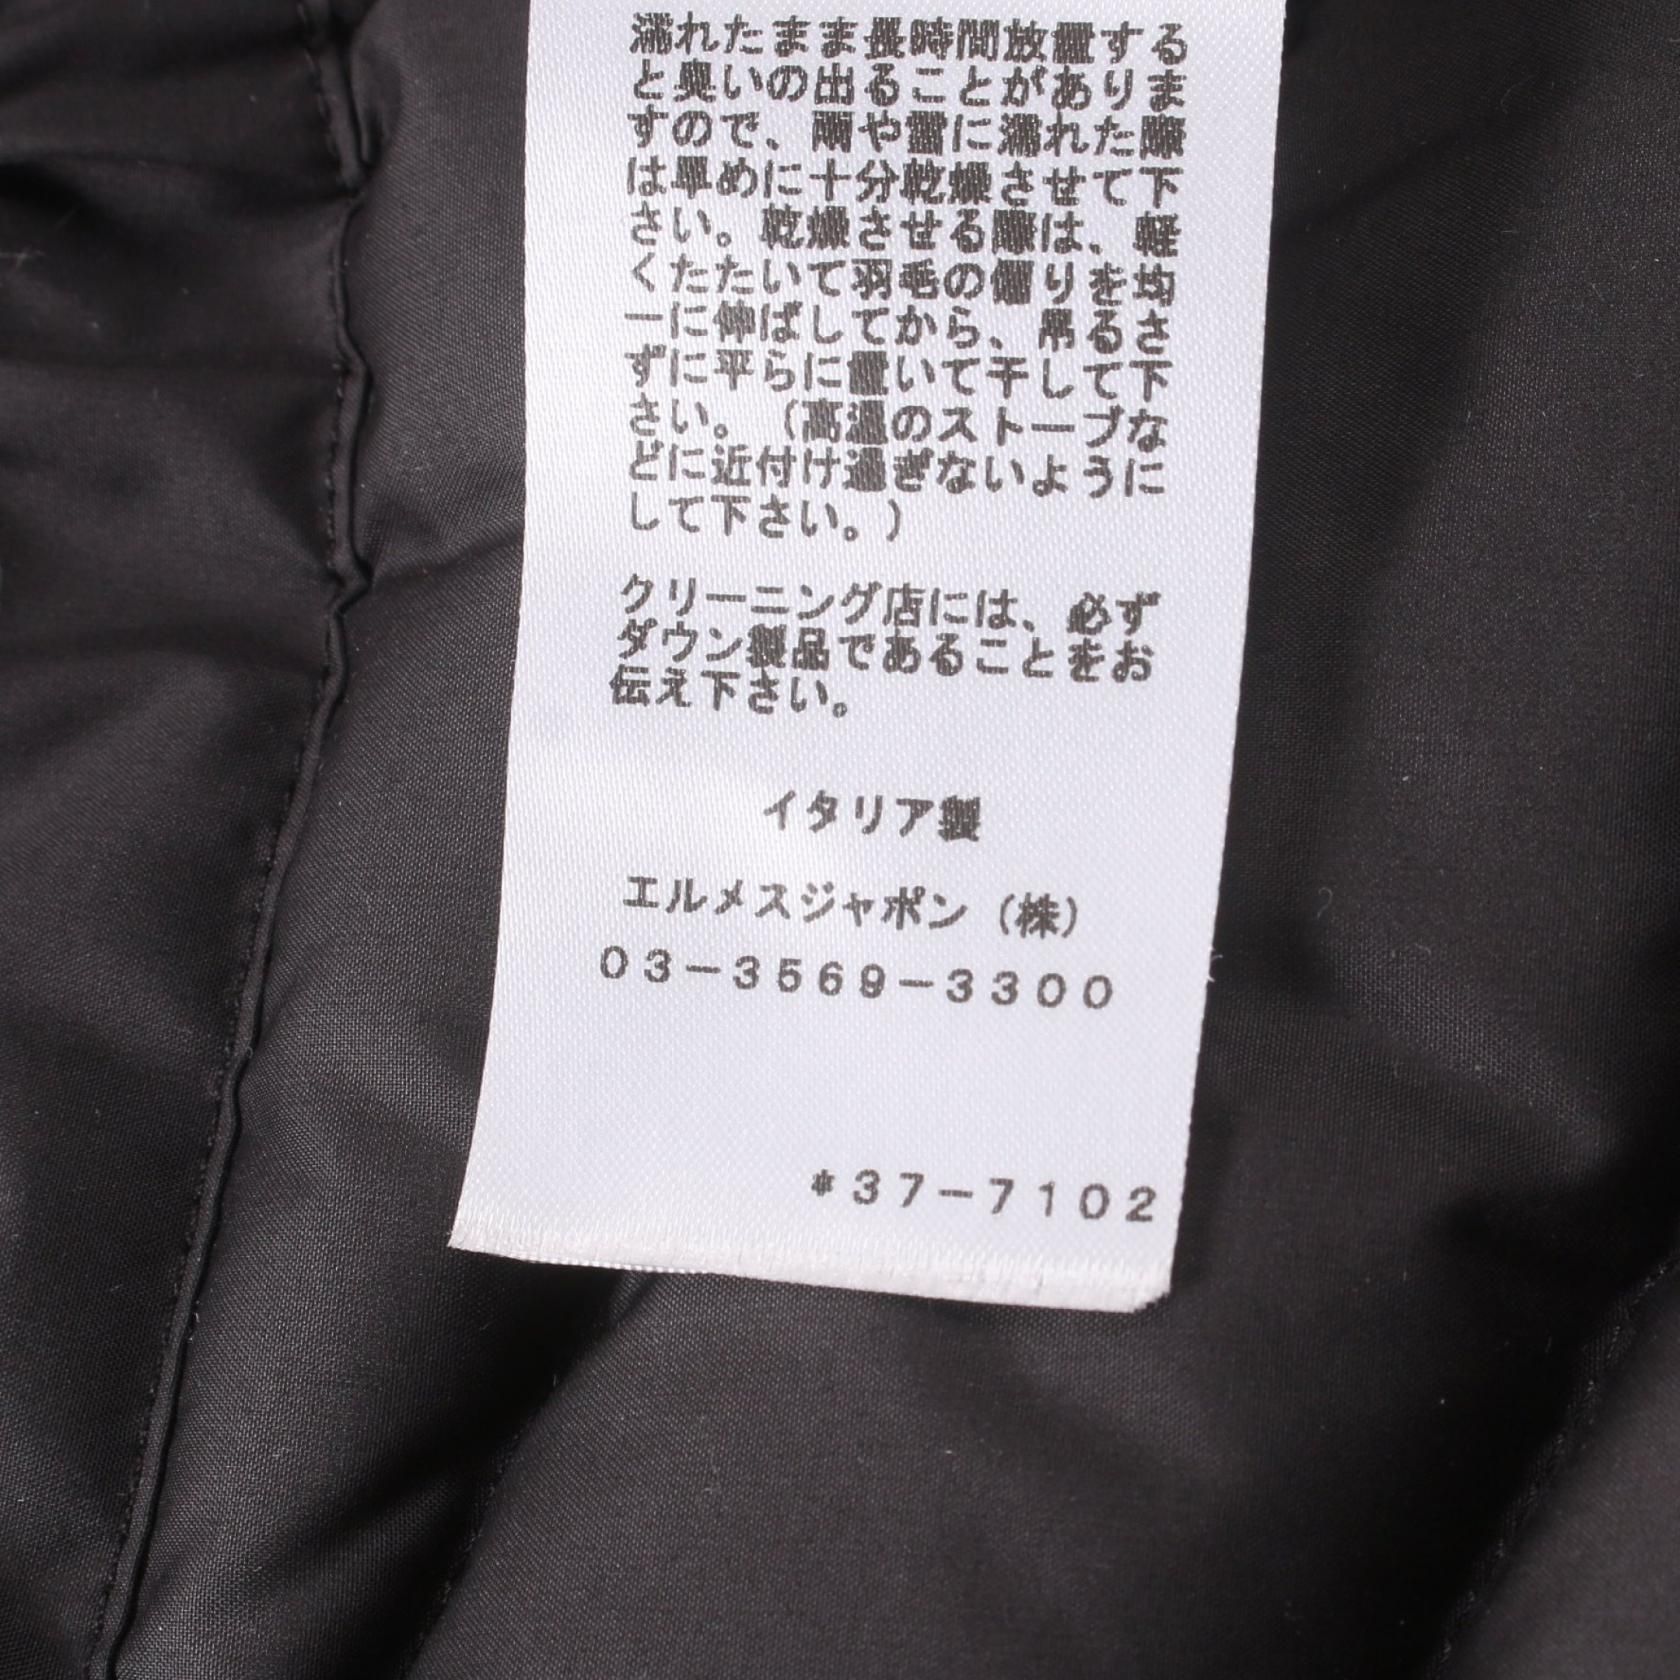 濡れたまま長時間放置する
と臭いの出ることがありま
すので、雨や雪に濡れた際
は早めに十分乾燥させて下
さい。乾燥させる際は、軽
くたたいて羽毛の偏りを均
一に伸ばしてから、吊るさ
ずに平らに置いて干して下
さい。（高温のストーブな
どに近付け過ぎないように
して下さい。）
クリーニング店には、必ず
ダウン製品であることをお
伝え下さい。
イタリア製
エルメスジャポン（株）
03-3569-3300
*37-7102